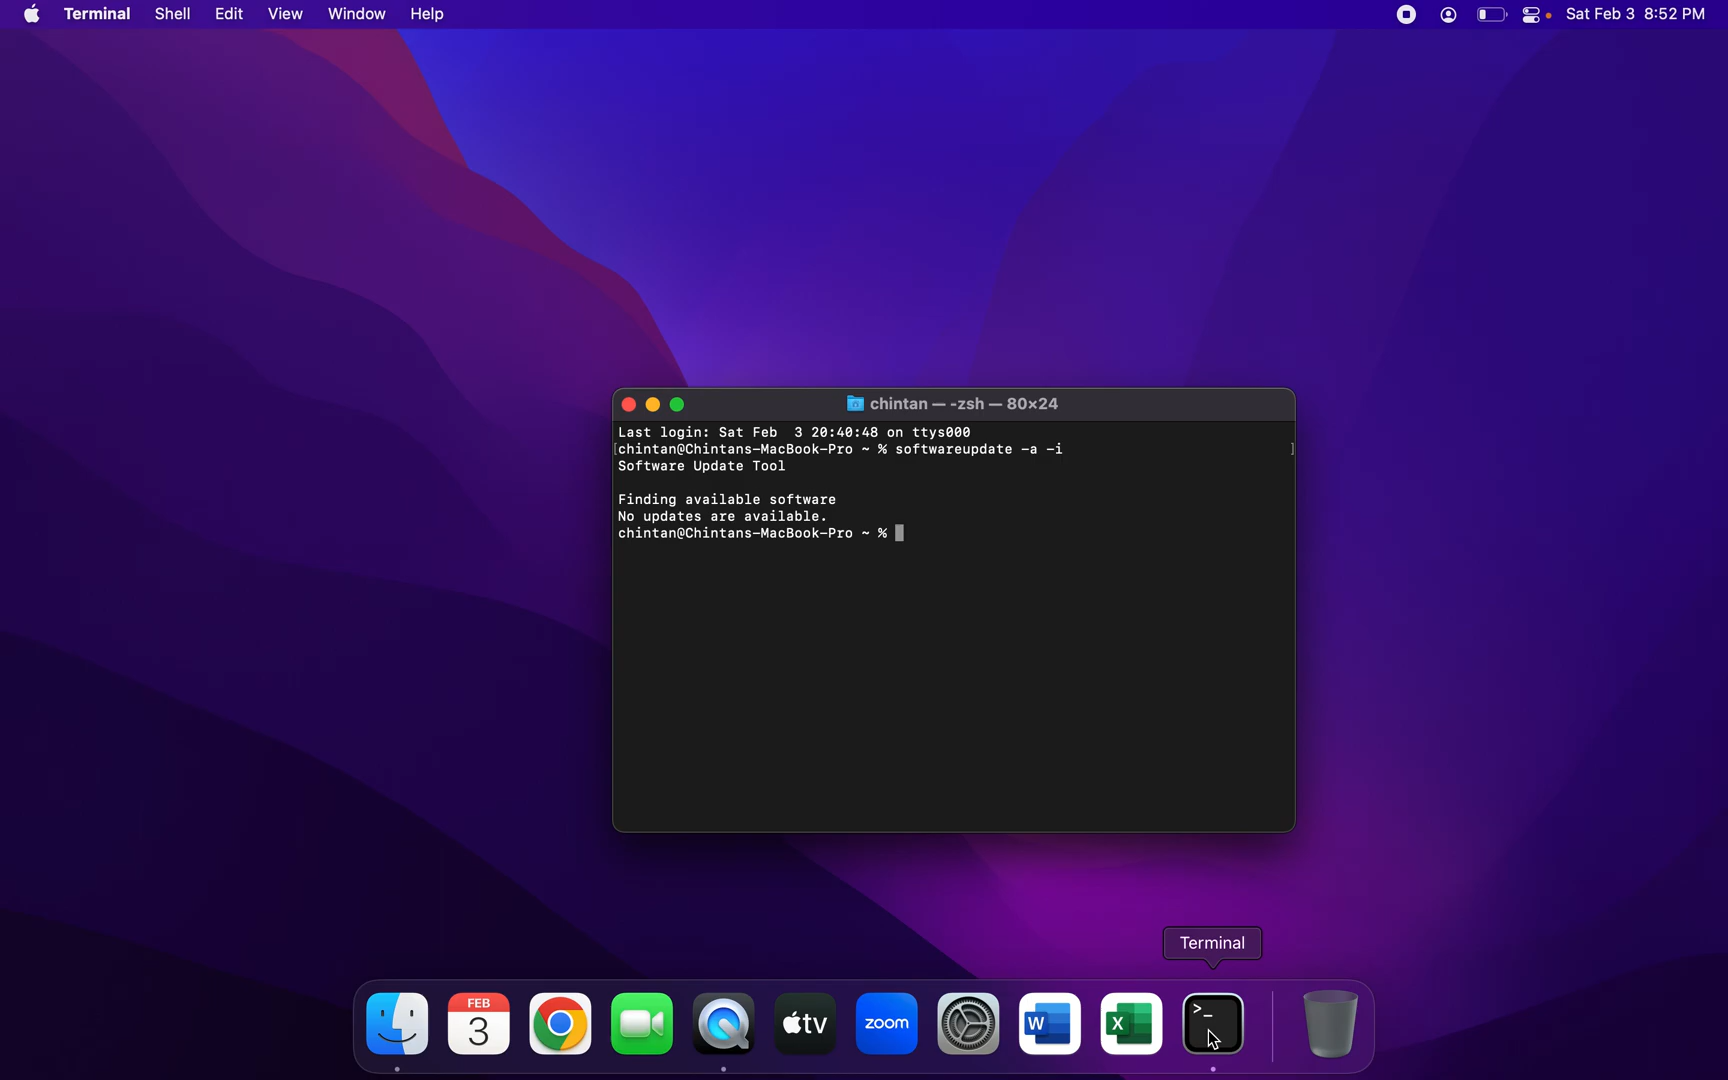 Terminal Shell Edit View Window Help Sat Feb 3 8:52 PM
chintan — -zsh — 80×24
Last login: Sat Feb  3 20:40:48 on ttys000
[chintan@Chintans-MacBook-Pro ~ % softwareupdate -a -i ]
Software Update Tool
Finding available software
No updates are available.
chintan@Chintans-MacBook-Pro ~ %
Terminal
FEB
3
tv
zoom
W
X
>_